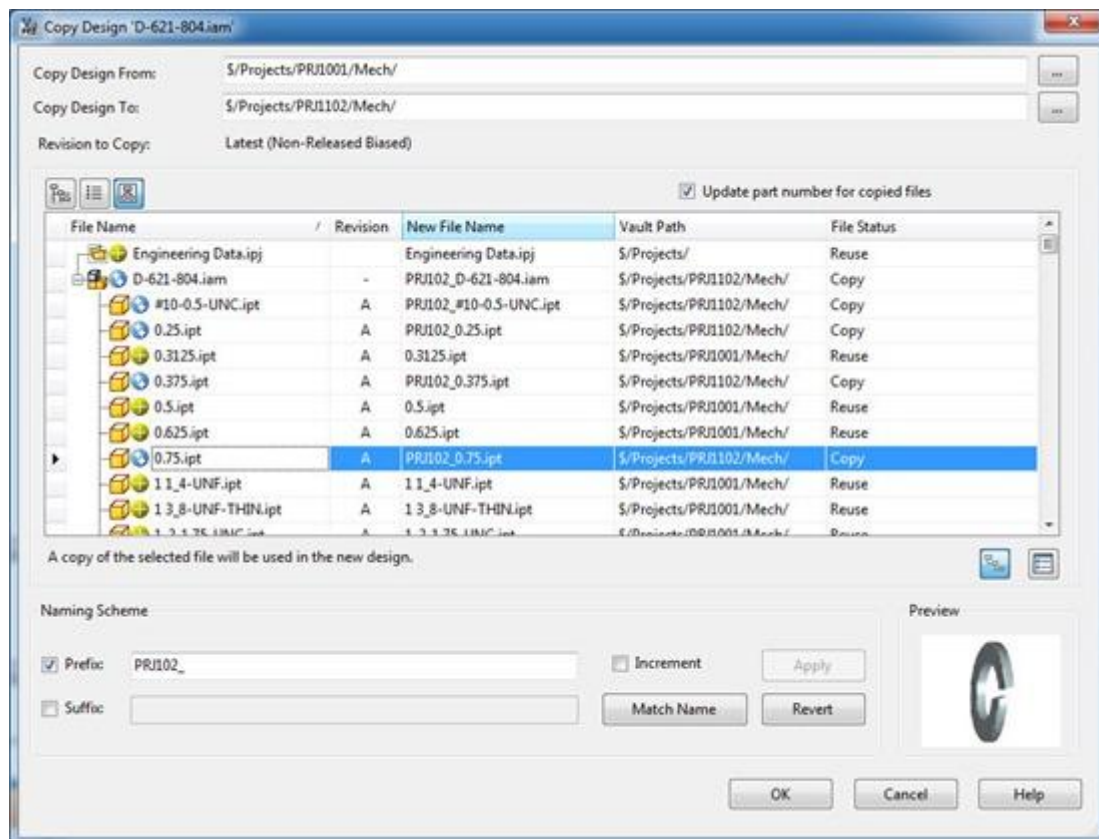 Copy Design 'D-621-804.iam'
Copy Design From: $/Projects/PRJ1001/Mech/ ...
Copy Design To: $/Projects/PRJ1102/Mech/ ...
Revision to Copy: Latest (Non-Released Biased)
Update part number for copied files
File Name / Revision New File Name Vault Path File Status
Engineering Data.ipj Engineering Data.ipj $/Projects/ Reuse
D-621-804.iam - PRJ102_D-621-804.iam $/Projects/PRJ1102/Mech/ Copy
#10-0.5-UNC.ipt A PRJ102_#10-0.5-UNC.ipt $/Projects/PRJ1102/Mech/ Copy
0.25.ipt A PRJ102_0.25.ipt $/Projects/PRJ1102/Mech/ Copy
0.3125.ipt A 0.3125.ipt $/Projects/PRJ1001/Mech/ Reuse
0.375.ipt A PRJ102_0.375.ipt $/Projects/PRJ1102/Mech/ Copy
0.5.ipt A 0.5.ipt $/Projects/PRJ1001/Mech/ Reuse
0.625.ipt A 0.625.ipt $/Projects/PRJ1001/Mech/ Reuse
0.75.ipt A PRJ102_0.75.ipt $/Projects/PRJ1102/Mech/ Copy
1 1_4-UNF.ipt A 1 1_4-UNF.ipt $/Projects/PRJ1001/Mech/ Reuse
1 3_8-UNF-THIN.ipt A 1 3_8-UNF-THIN.ipt $/Projects/PRJ1001/Mech/ Reuse
A copy of the selected file will be used in the new design.
Naming Scheme Preview
Prefix: PRJ102_ Increment Apply
Suffix: Match Name Revert
OK Cancel Help